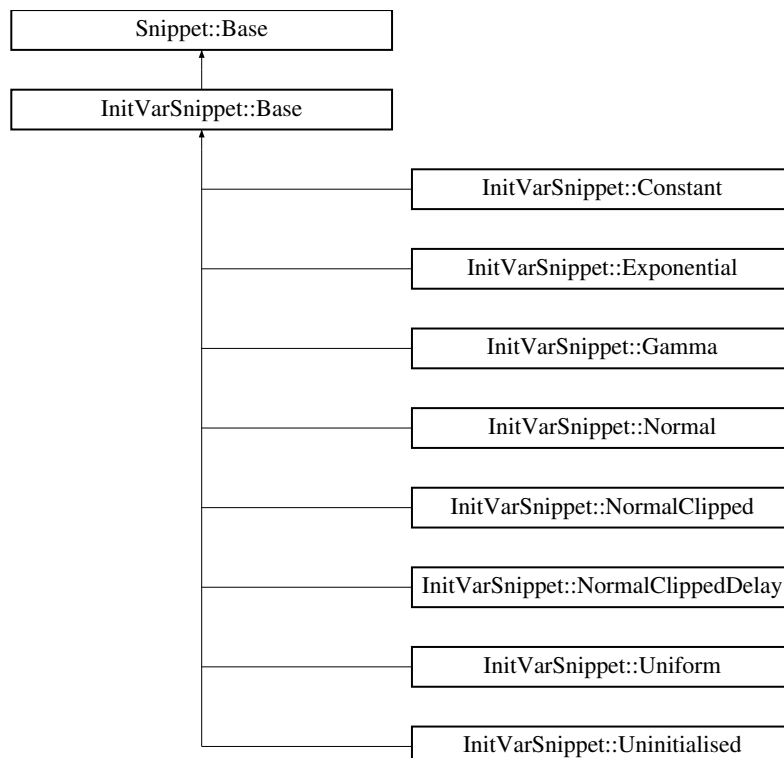 Snippet::Base
InitVarSnippet::Base
InitVarSnippet::Constant
InitVarSnippet::Exponential
InitVarSnippet::Gamma
InitVarSnippet::Normal
InitVarSnippet::NormalClipped
InitVarSnippet::NormalClippedDelay
InitVarSnippet::Uniform
InitVarSnippet::Uninitialised